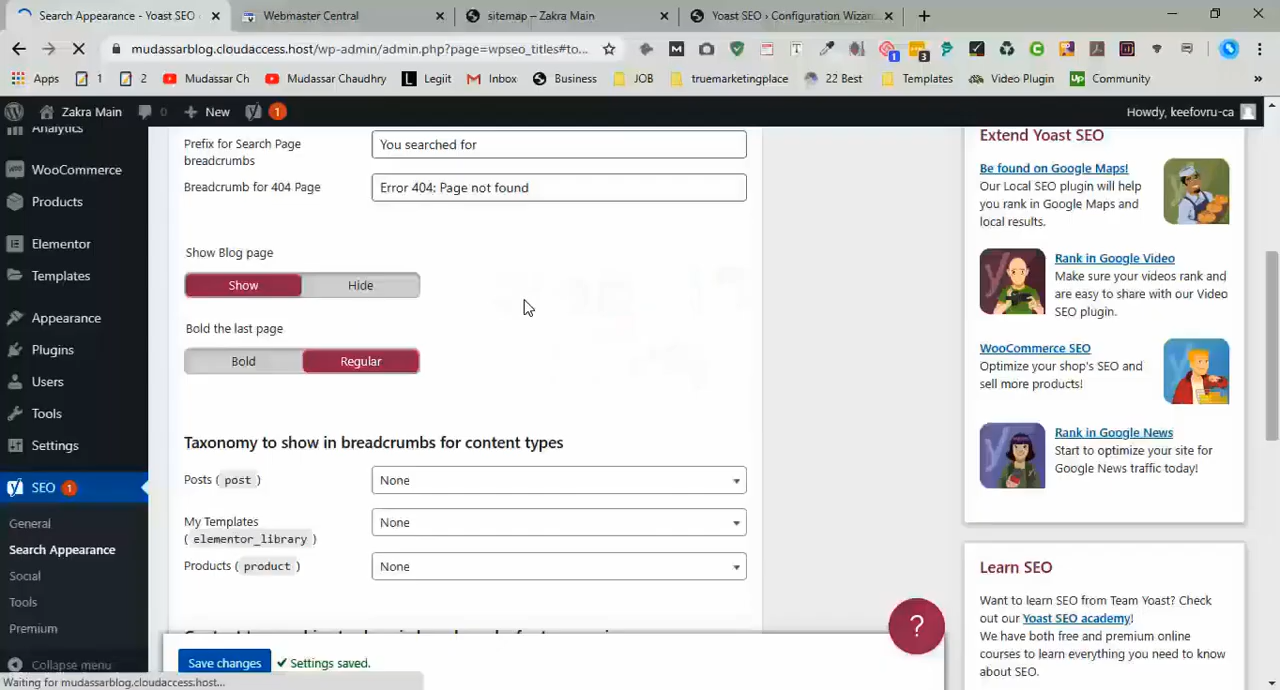 Search Appearance - Yoast SEO
Webmaster Central
sitemap – Zakra Main
Yoast SEO › Configuration Wizar
mudassarblog.cloudaccess.host/wp-admin/admin.php?page=wpseo_titles#to...
1
3
Apps
1
2
Mudassar Ch
Mudassar Chaudhry
Legiit
Inbox
Business
JOB
truemarketingplace
22 Best
Templates
Video Plugin
Community
»
Zakra Main
0
New
1
Howdy, keefovru-ca
Analytics
WooCommerce
Products
Elementor
Templates
Appearance
Plugins
Users
Tools
Settings
SEO 1
General
Search Appearance
Social
Tools
Premium
Collapse menu
Prefix for Search Page
breadcrumbs
You searched for
Breadcrumb for 404 Page
Error 404: Page not found
Show Blog page
Show
Hide
Bold the last page
Bold
Regular
Taxonomy to show in breadcrumbs for content types
Posts ( post )
None
My Templates
( elementor_library )
None
Products ( product )
None
Save changes
✓ Settings saved.
?
Extend Yoast SEO
Be found on Google Maps!
Our Local SEO plugin will help
you rank in Google Maps and
local results.
Rank in Google Video
Make sure your videos rank and
are easy to share with our Video
SEO plugin.
WooCommerce SEO
Optimize your shop's SEO and
sell more products!
Rank in Google News
Start to optimize your site for
Google News traffic today!
Learn SEO
Want to learn SEO from Team Yoast? Check
out our Yoast SEO academy!
We have both free and premium online
courses to learn everything you need to know
about SEO.
Waiting for mudassarblog.cloudaccess.host...